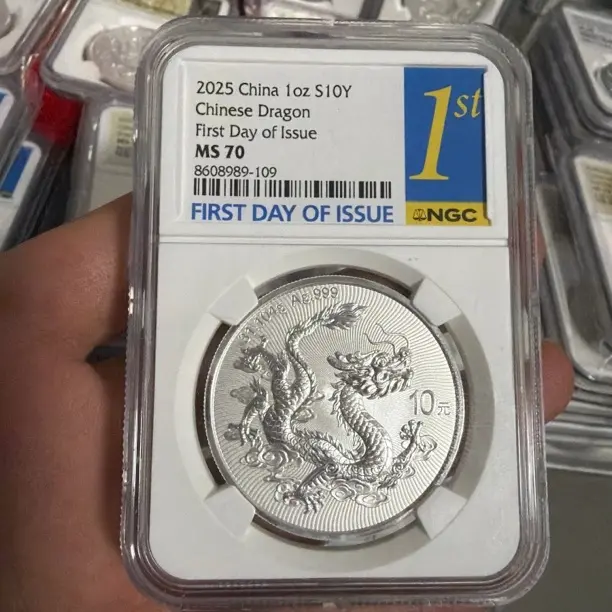 2025 China 1oz S10Y
Chinese Dragon
First Day of Issue
MS 70
8608989-109
FIRST DAY OF ISSUE
1st
NGC
Ag.999
10元